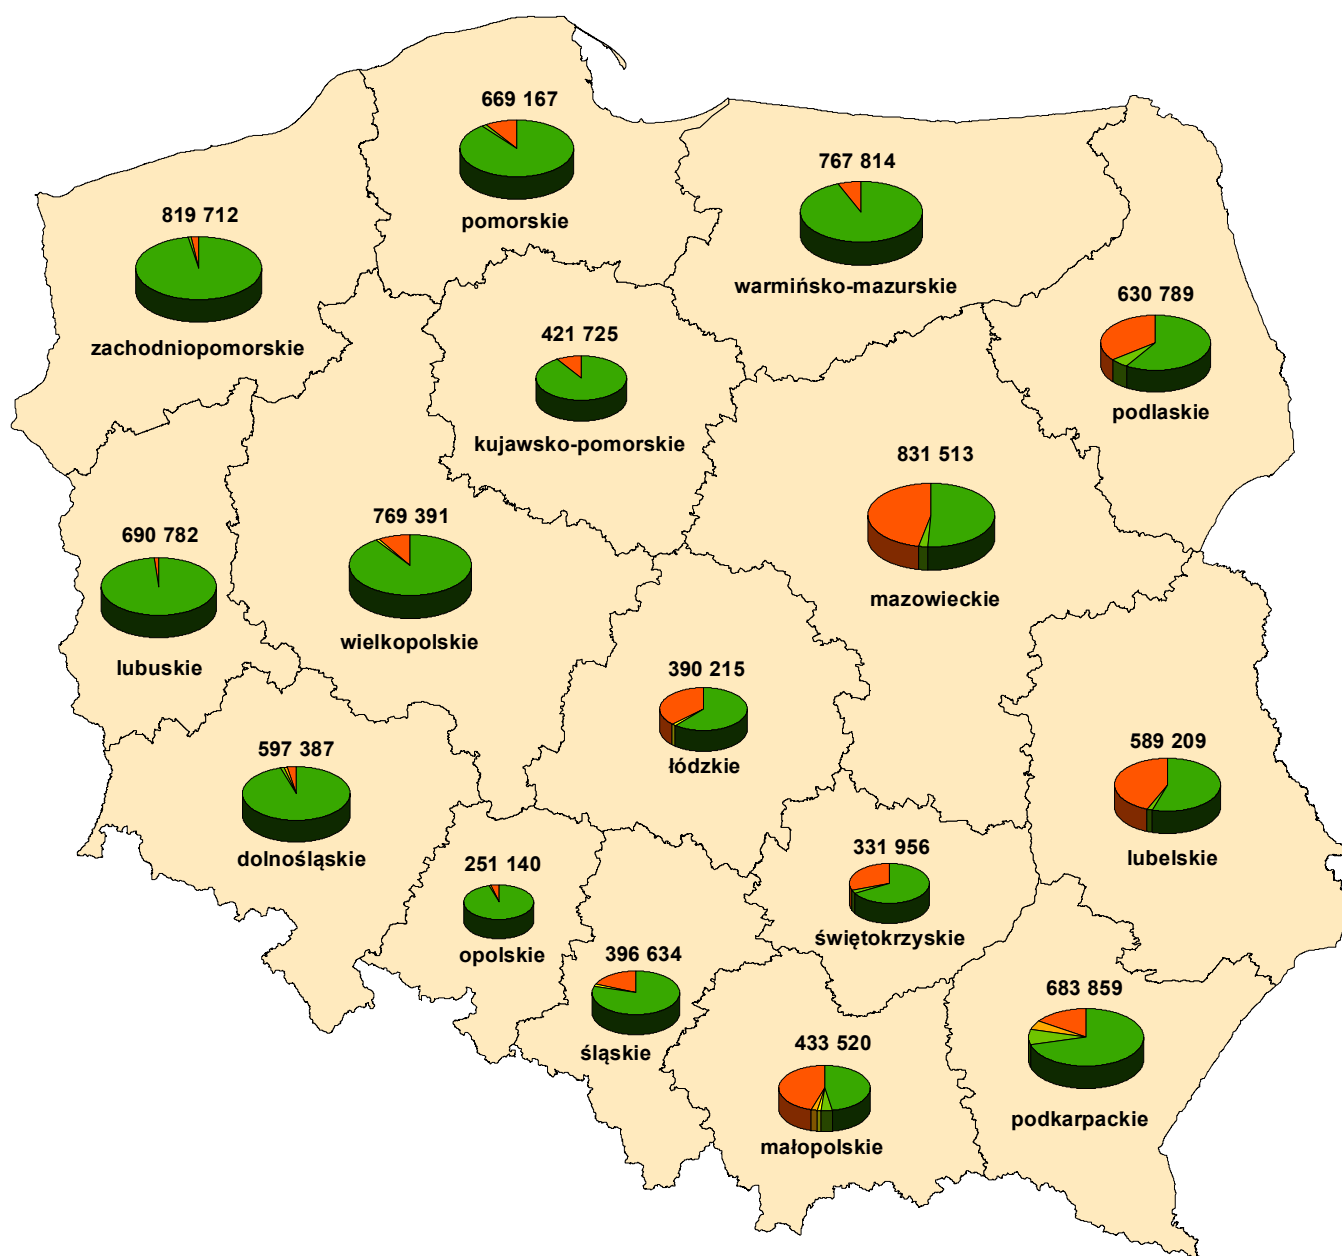 669 167
pomorskie
767 814
warmińsko-mazurskie
819 712
zachodniopomorskie
630 789
podlaskie
421 725
kujawsko-pomorskie
831 513
mazowieckie
690 782
lubuskie
769 391
wielkopolskie
390 215
łódzkie
597 387
dolnośląskie
589 209
lubelskie
251 140
opolskie
331 956
świętokrzyskie
396 634
śląskie
683 859
podkarpackie
433 520
małopolskie